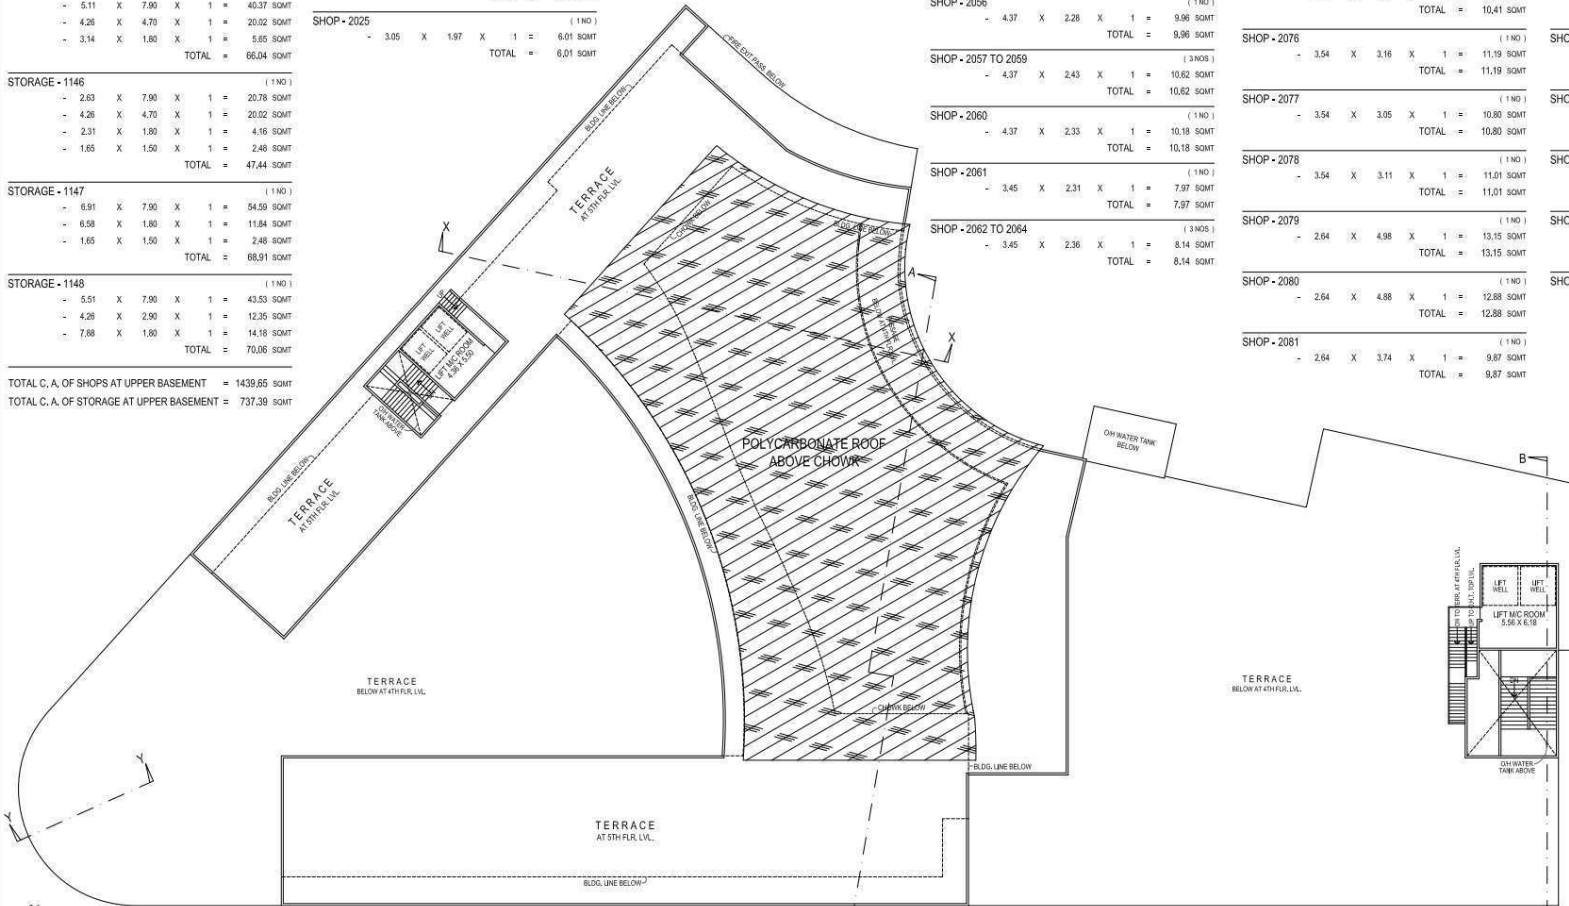 - 5.11 X 7.90 X 1 = 40.37 SQMT
- 4.26 X 4.70 X 1 = 20.02 SQMT
- 3.14 X 1.80 X 1 = 5.65 SQMT
TOTAL = 66.04 SQMT
STORAGE - 1146 ( 1 NO )
- 2.63 X 7.90 X 1 = 20.78 SQMT
- 4.26 X 4.70 X 1 = 20.02 SQMT
- 2.31 X 1.80 X 1 = 4.16 SQMT
- 1.65 X 1.50 X 1 = 2.48 SQMT
TOTAL = 47.44 SQMT
STORAGE - 1147 ( 1 NO )
- 6.91 X 7.90 X 1 = 54.59 SQMT
- 6.58 X 1.80 X 1 = 11.84 SQMT
- 1.65 X 1.50 X 1 = 2.48 SQMT
TOTAL = 68.91 SQMT
STORAGE - 1148 ( 1 NO )
- 5.51 X 7.90 X 1 = 43.53 SQMT
- 4.26 X 2.90 X 1 = 12.35 SQMT
- 7.88 X 1.80 X 1 = 14.18 SQMT
TOTAL = 70.06 SQMT
TOTAL C. A. OF SHOPS AT UPPER BASEMENT = 1439.65 SQMT
TOTAL C. A. OF STORAGE AT UPPER BASEMENT = 737.39 SQMT
SHOP - 2025 ( 1 NO )
- 3.05 X 1.97 X 1 = 6.01 SQMT
TOTAL = 6.01 SQMT
SHOP - 2056 ( 1 NO )
- 4.37 X 2.28 X 1 = 9.96 SQMT
TOTAL = 9.96 SQMT
SHOP - 2057 TO 2059 ( 3 NOS )
- 4.37 X 2.43 X 1 = 10.62 SQMT
TOTAL = 10.62 SQMT
SHOP - 2060 ( 1 NO )
- 4.37 X 2.33 X 1 = 10.18 SQMT
TOTAL = 10.18 SQMT
SHOP - 2061 ( 1 NO )
- 3.45 X 2.31 X 1 = 7.97 SQMT
TOTAL = 7.97 SQMT
SHOP - 2062 TO 2064 ( 3 NOS )
- 3.45 X 2.36 X 1 = 8.14 SQMT
TOTAL = 8.14 SQMT
TOTAL = 10.41 SQMT
SHOP - 2076 ( 1 NO )
- 3.54 X 3.16 X 1 = 11.19 SQMT
TOTAL = 11.19 SQMT
SHOP - 2077 ( 1 NO )
- 3.54 X 3.05 X 1 = 10.80 SQMT
TOTAL = 10.80 SQMT
SHOP - 2078 ( 1 NO )
- 3.54 X 3.11 X 1 = 11.01 SQMT
TOTAL = 11.01 SQMT
SHOP - 2079 ( 1 NO )
- 2.64 X 4.98 X 1 = 13.15 SQMT
TOTAL = 13.15 SQMT
SHOP - 2080 ( 1 NO )
- 2.64 X 4.88 X 1 = 12.88 SQMT
TOTAL = 12.88 SQMT
SHOP - 2081 ( 1 NO )
- 2.64 X 3.74 X 1 = 9.87 SQMT
TOTAL = 9.87 SQMT
FIRE EXIT PASS. BELOW
BLDG. LINE BELOW
TERRACE
AT 5TH FLR. LVL.
CHOWK BELOW
BLDG. LINE BELOW
X
A
X
UP
LIFT
WELL
LIFT
WELL
LIFT M/C ROOM
4.36 X 5.50
O/H WATER
TANK ABOVE
BLDG. LINE BELOW
TERRACE
AT 5TH FLR. LVL.
POLYCARBONATE ROOF
ABOVE CHOWK
BLDG. LINE BELOW
O/H WATER TANK
BELOW
B
LIFT
WELL
LIFT
WELL
LIFT M/C ROOM
5.56 X 6.18
DN
O/H WATER
TANK ABOVE
TERRACE
BELOW AT 4TH FLR. LVL.
TERRACE
BELOW AT 4TH FLR. LVL.
CHOWK BELOW
BLDG. LINE BELOW
Y
Y
TERRACE
AT 5TH FLR. LVL.
BLDG. LINE BELOW